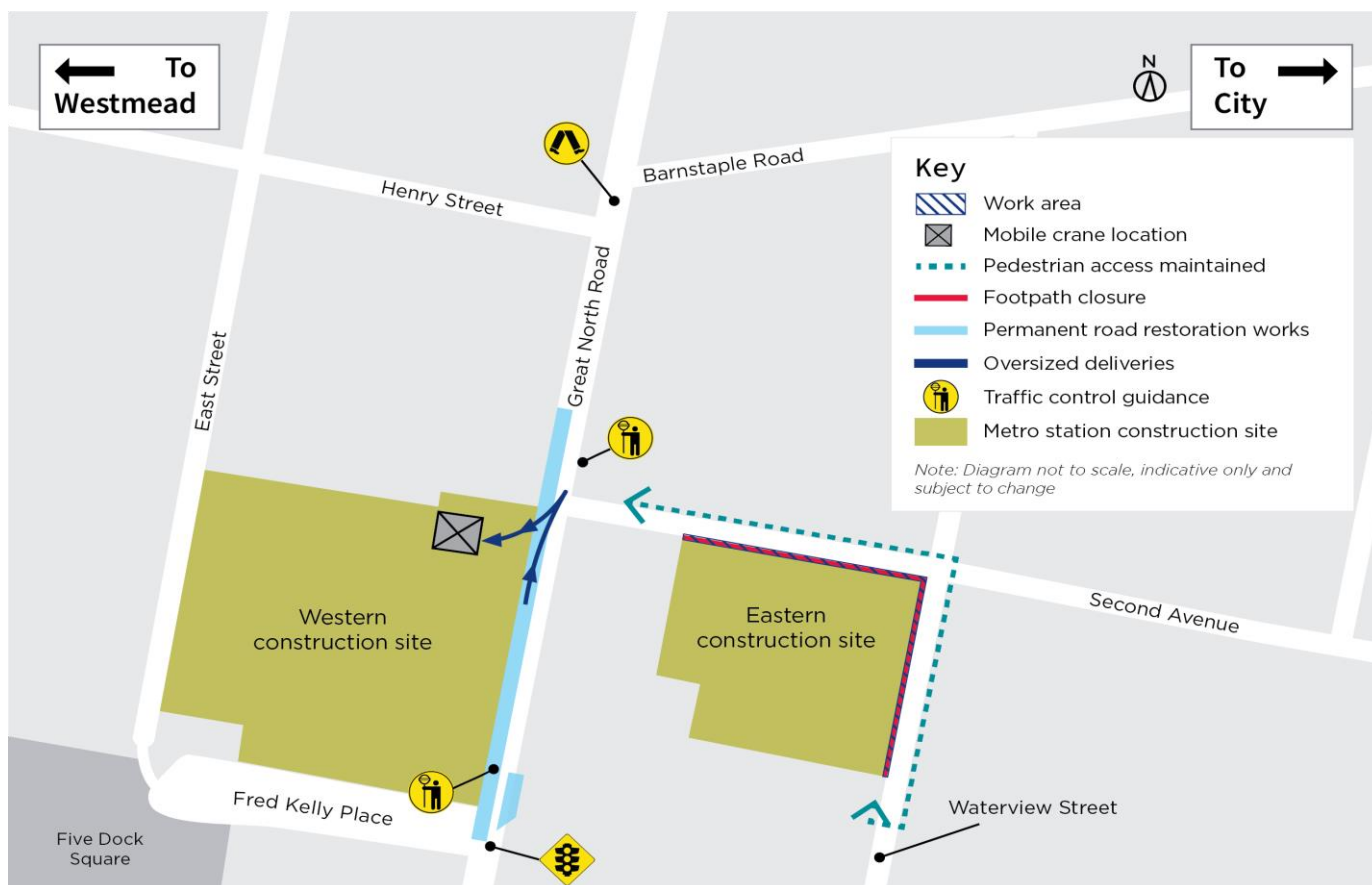 To
Westmead
N
To
City
Barnstaple Road
Henry Street
Great North Road
East Street
Key
Work area
Mobile crane location
Pedestrian access maintained
Footpath closure
Permanent road restoration works
Oversized deliveries
Traffic control guidance
Metro station construction site
Note: Diagram not to scale, indicative only and
subject to change
Western
construction site
Eastern
construction site
Second Avenue
Waterview Street
Fred Kelly Place
Five Dock
Square